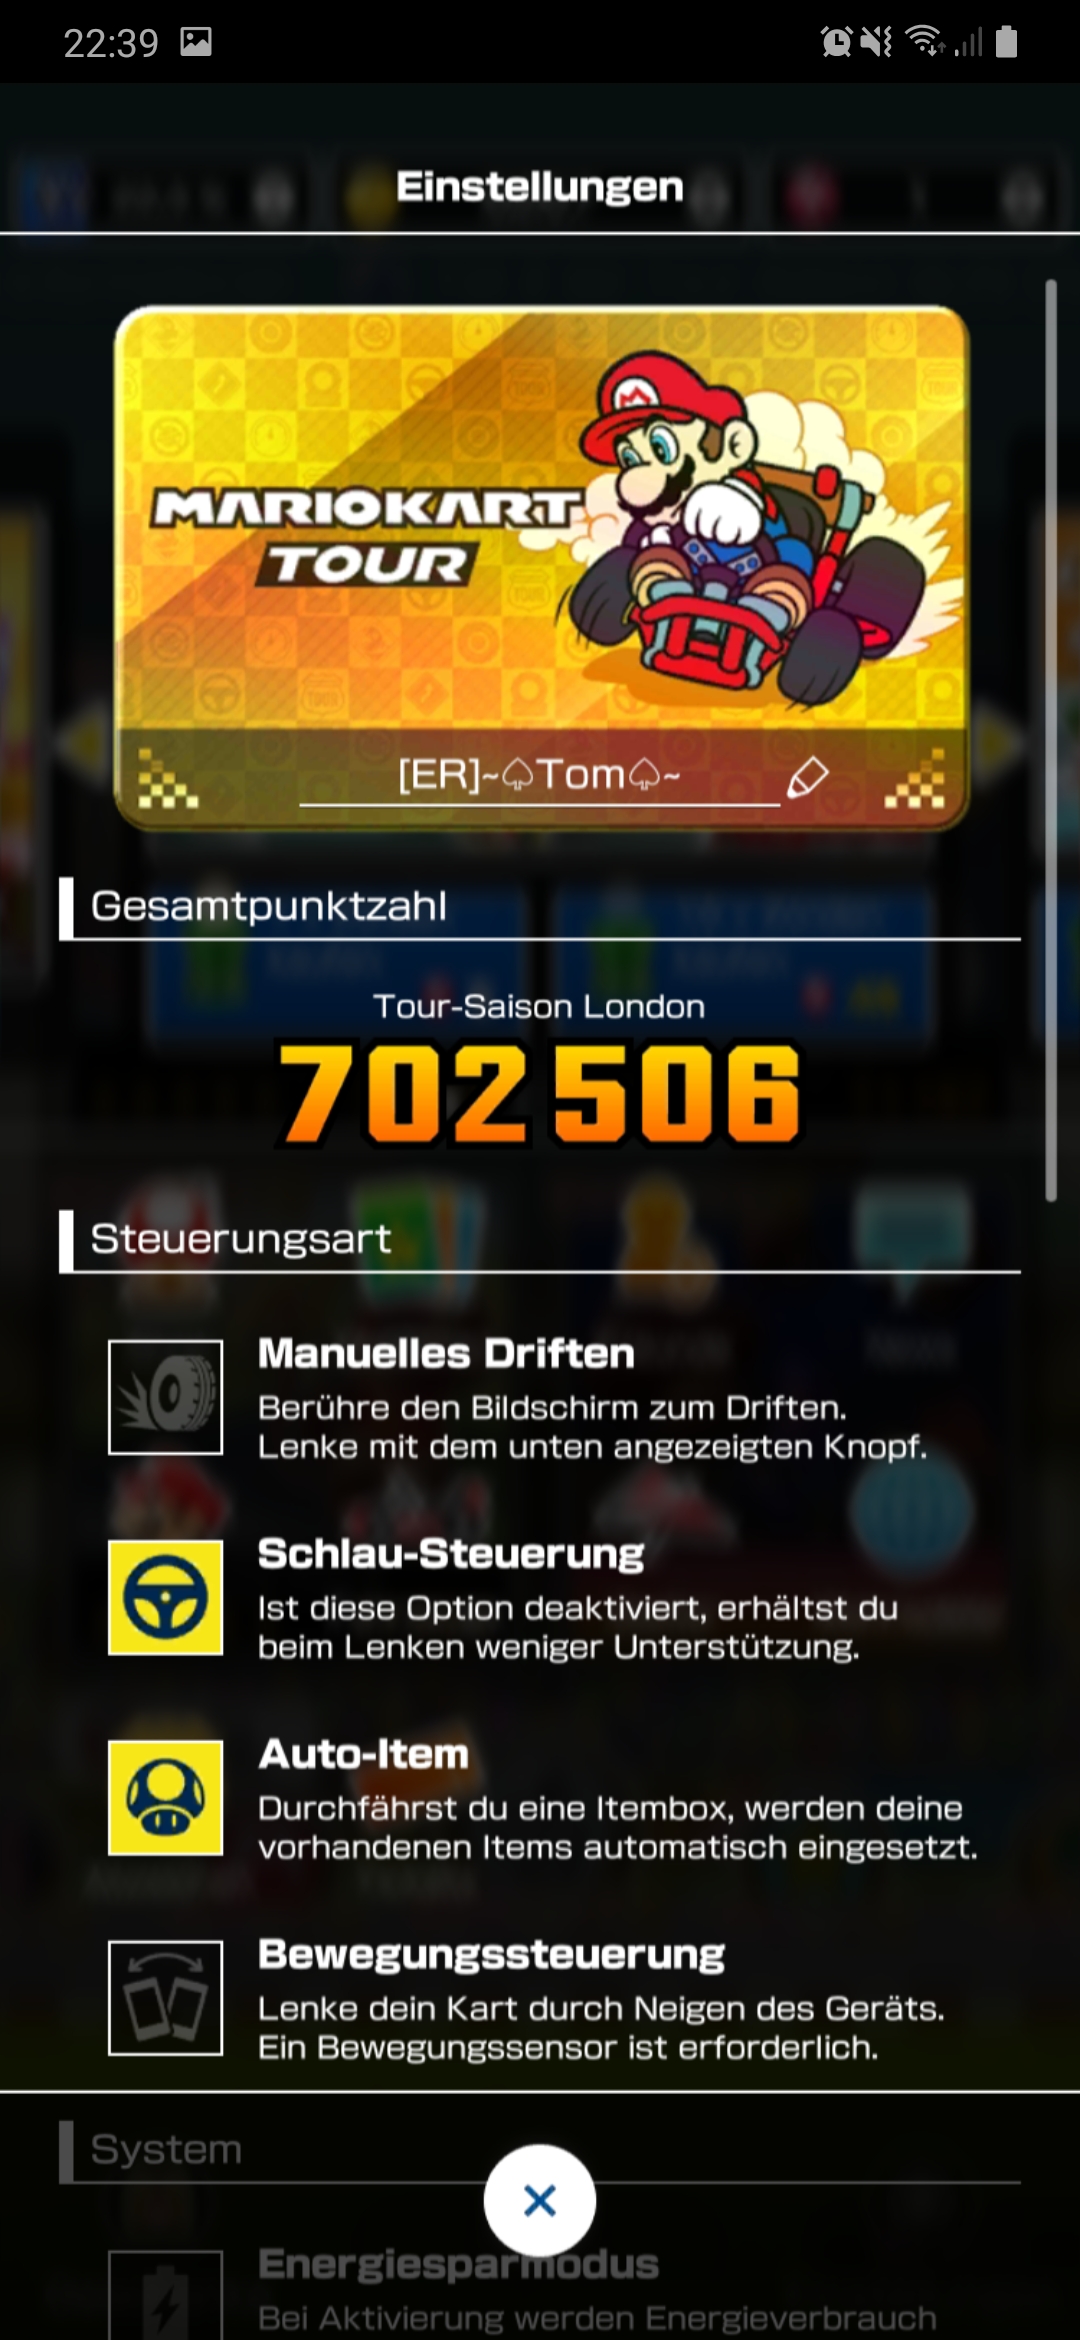 22:39
Einstellungen
MARIOKART
TOUR
[ER]~♤Tom♤~
Gesamtpunktzahl
Tour-Saison London
702 506
Steuerungsart
Manuelles Driften
Berühre den Bildschirm zum Driften.
Lenke mit dem unten angezeigten Knopf.
Schlau-Steuerung
Ist diese Option deaktiviert, erhältst du
beim Lenken weniger Unterstützung.
Auto-Item
Durchfährst du eine Itembox, werden deine
vorhandenen Items automatisch eingesetzt.
Bewegungssteuerung
Lenke dein Kart durch Neigen des Geräts.
Ein Bewegungssensor ist erforderlich.
System
Energiesparmodus
Bei Aktivierung werden Energieverbrauch